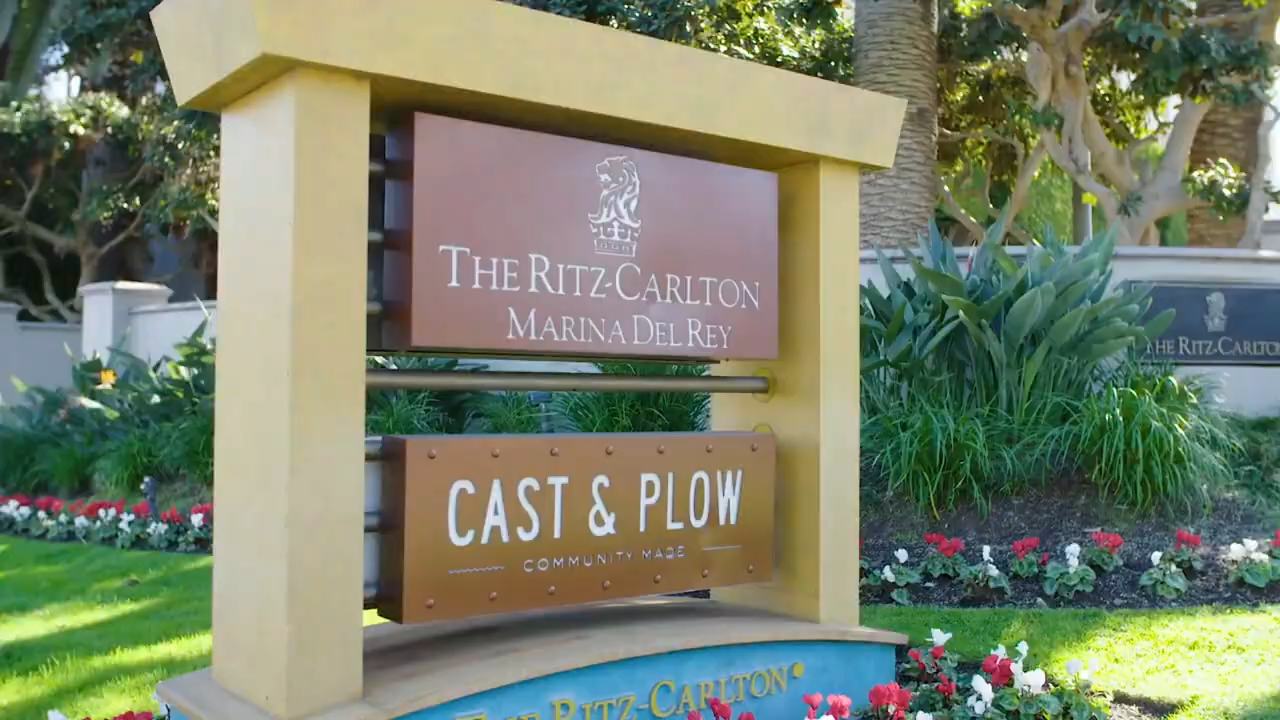 THE RITZ-CARLTON
MARINA DEL REY
CAST & PLOW
COMMUNITY MADE
THE RITZ-CARLTON
THE RITZ-CARLTON